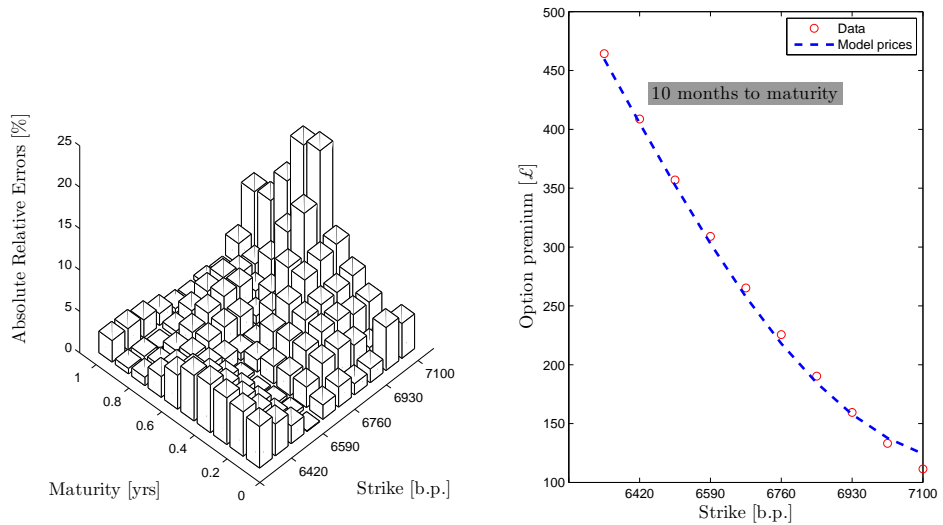 Absolute Relative Errors [%]
25
20
15
10
5
0
1
0.8
0.6
0.4
0.2
0
Maturity [yrs]
6420
6590
6760
6930
7100
Strike [b.p.]
500
450
400
350
300
250
200
150
100
Option premium [£]
Data
Model prices
10 months to maturity
6420 6590 6760 6930 7100
Strike [b.p.]